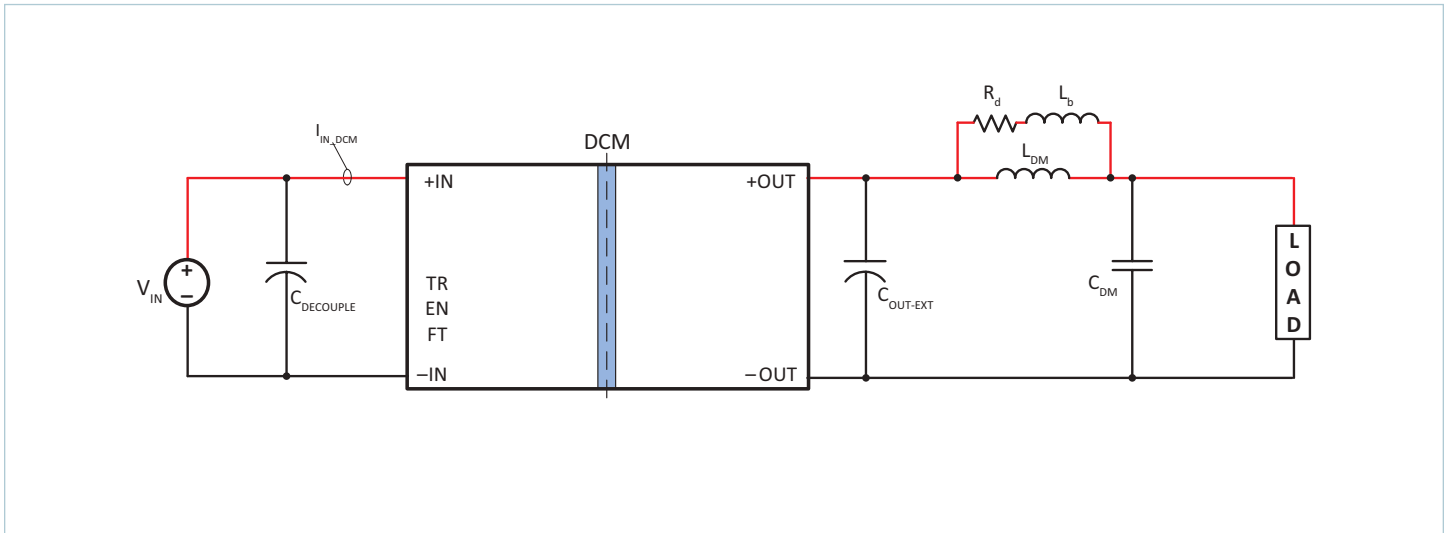 R_d
L_b
I_IN_DCM
DCM
L_DM
+IN
+OUT
+
−
V_IN
C_DECOUPLE
TR
EN
FT
C_OUT-EXT
C_DM
L
O
A
D
−IN
−OUT